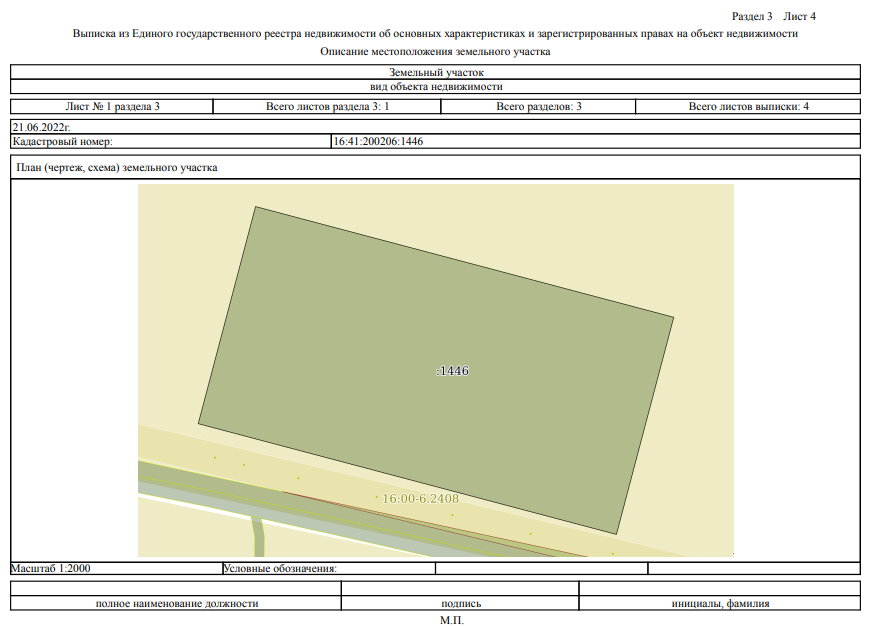 Раздел 3 Лист 4
Выписка из Единого государственного реестра недвижимости об основных характеристиках и зарегистрированных правах на объект недвижимости
Описание местоположения земельного участка
Земельный участок
вид объекта недвижимости
Лист № 1 раздела 3 Всего листов раздела 3: 1 Всего разделов: 3 Всего листов выписки: 4
21.06.2022г.
Кадастровый номер: 16:41:200206:1446
План (чертеж, схема) земельного участка
:1446
16:00-6.2408
Масштаб 1:2000 Условные обозначения:
полное наименование должности подпись инициалы, фамилия
М.П.